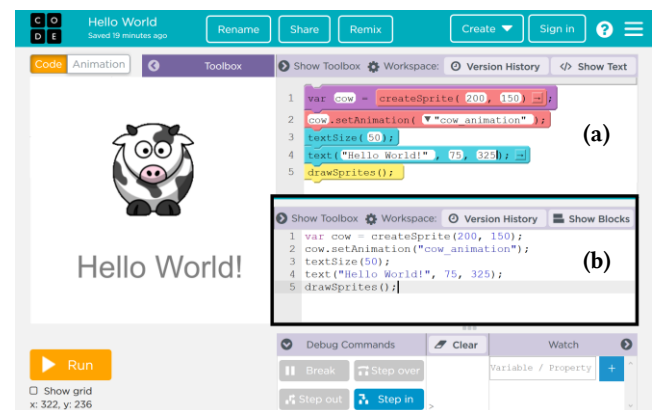 C O
D E
Hello World
Saved 19 minutes ago
Rename
Share
Remix
Create
Sign in
?
Code
Animation
Toolbox
Show Toolbox
Workspace:
Version History
</> Show Text
1 var cow = createSprite( 200, 150) ;
2 cow.setAnimation( "cow_animation" );
3 textSize( 50);
4 text( "Hello World!" , 75, 325);
5 drawSprites();
(a)
Hello World!
Show Toolbox
Workspace:
Version History
Show Blocks
1 var cow = createSprite(200, 150);
2 cow.setAnimation("cow_animation");
3 textSize(50);
4 text("Hello World!", 75, 325);
5 drawSprites();
(b)
Debug Commands
Clear
Watch
Run
Break
Step over
Variable / Property
+
Show grid
Step out
Step in
>
x: 322, y: 236